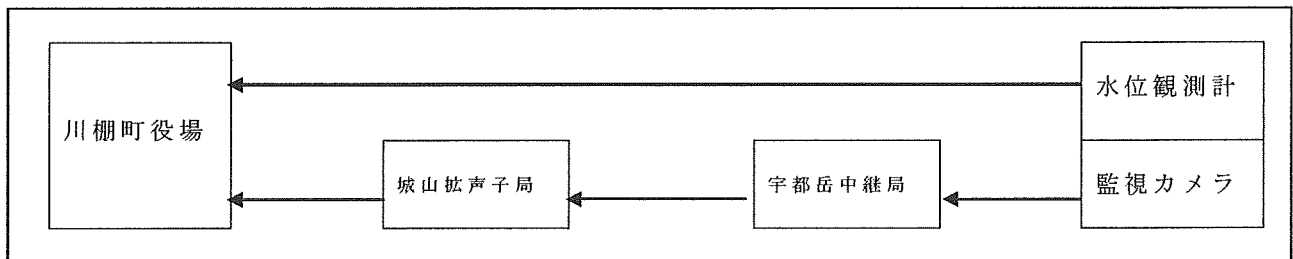 川棚町役場
水位観測計
城山拡声子局
宇都岳中継局
監視カメラ